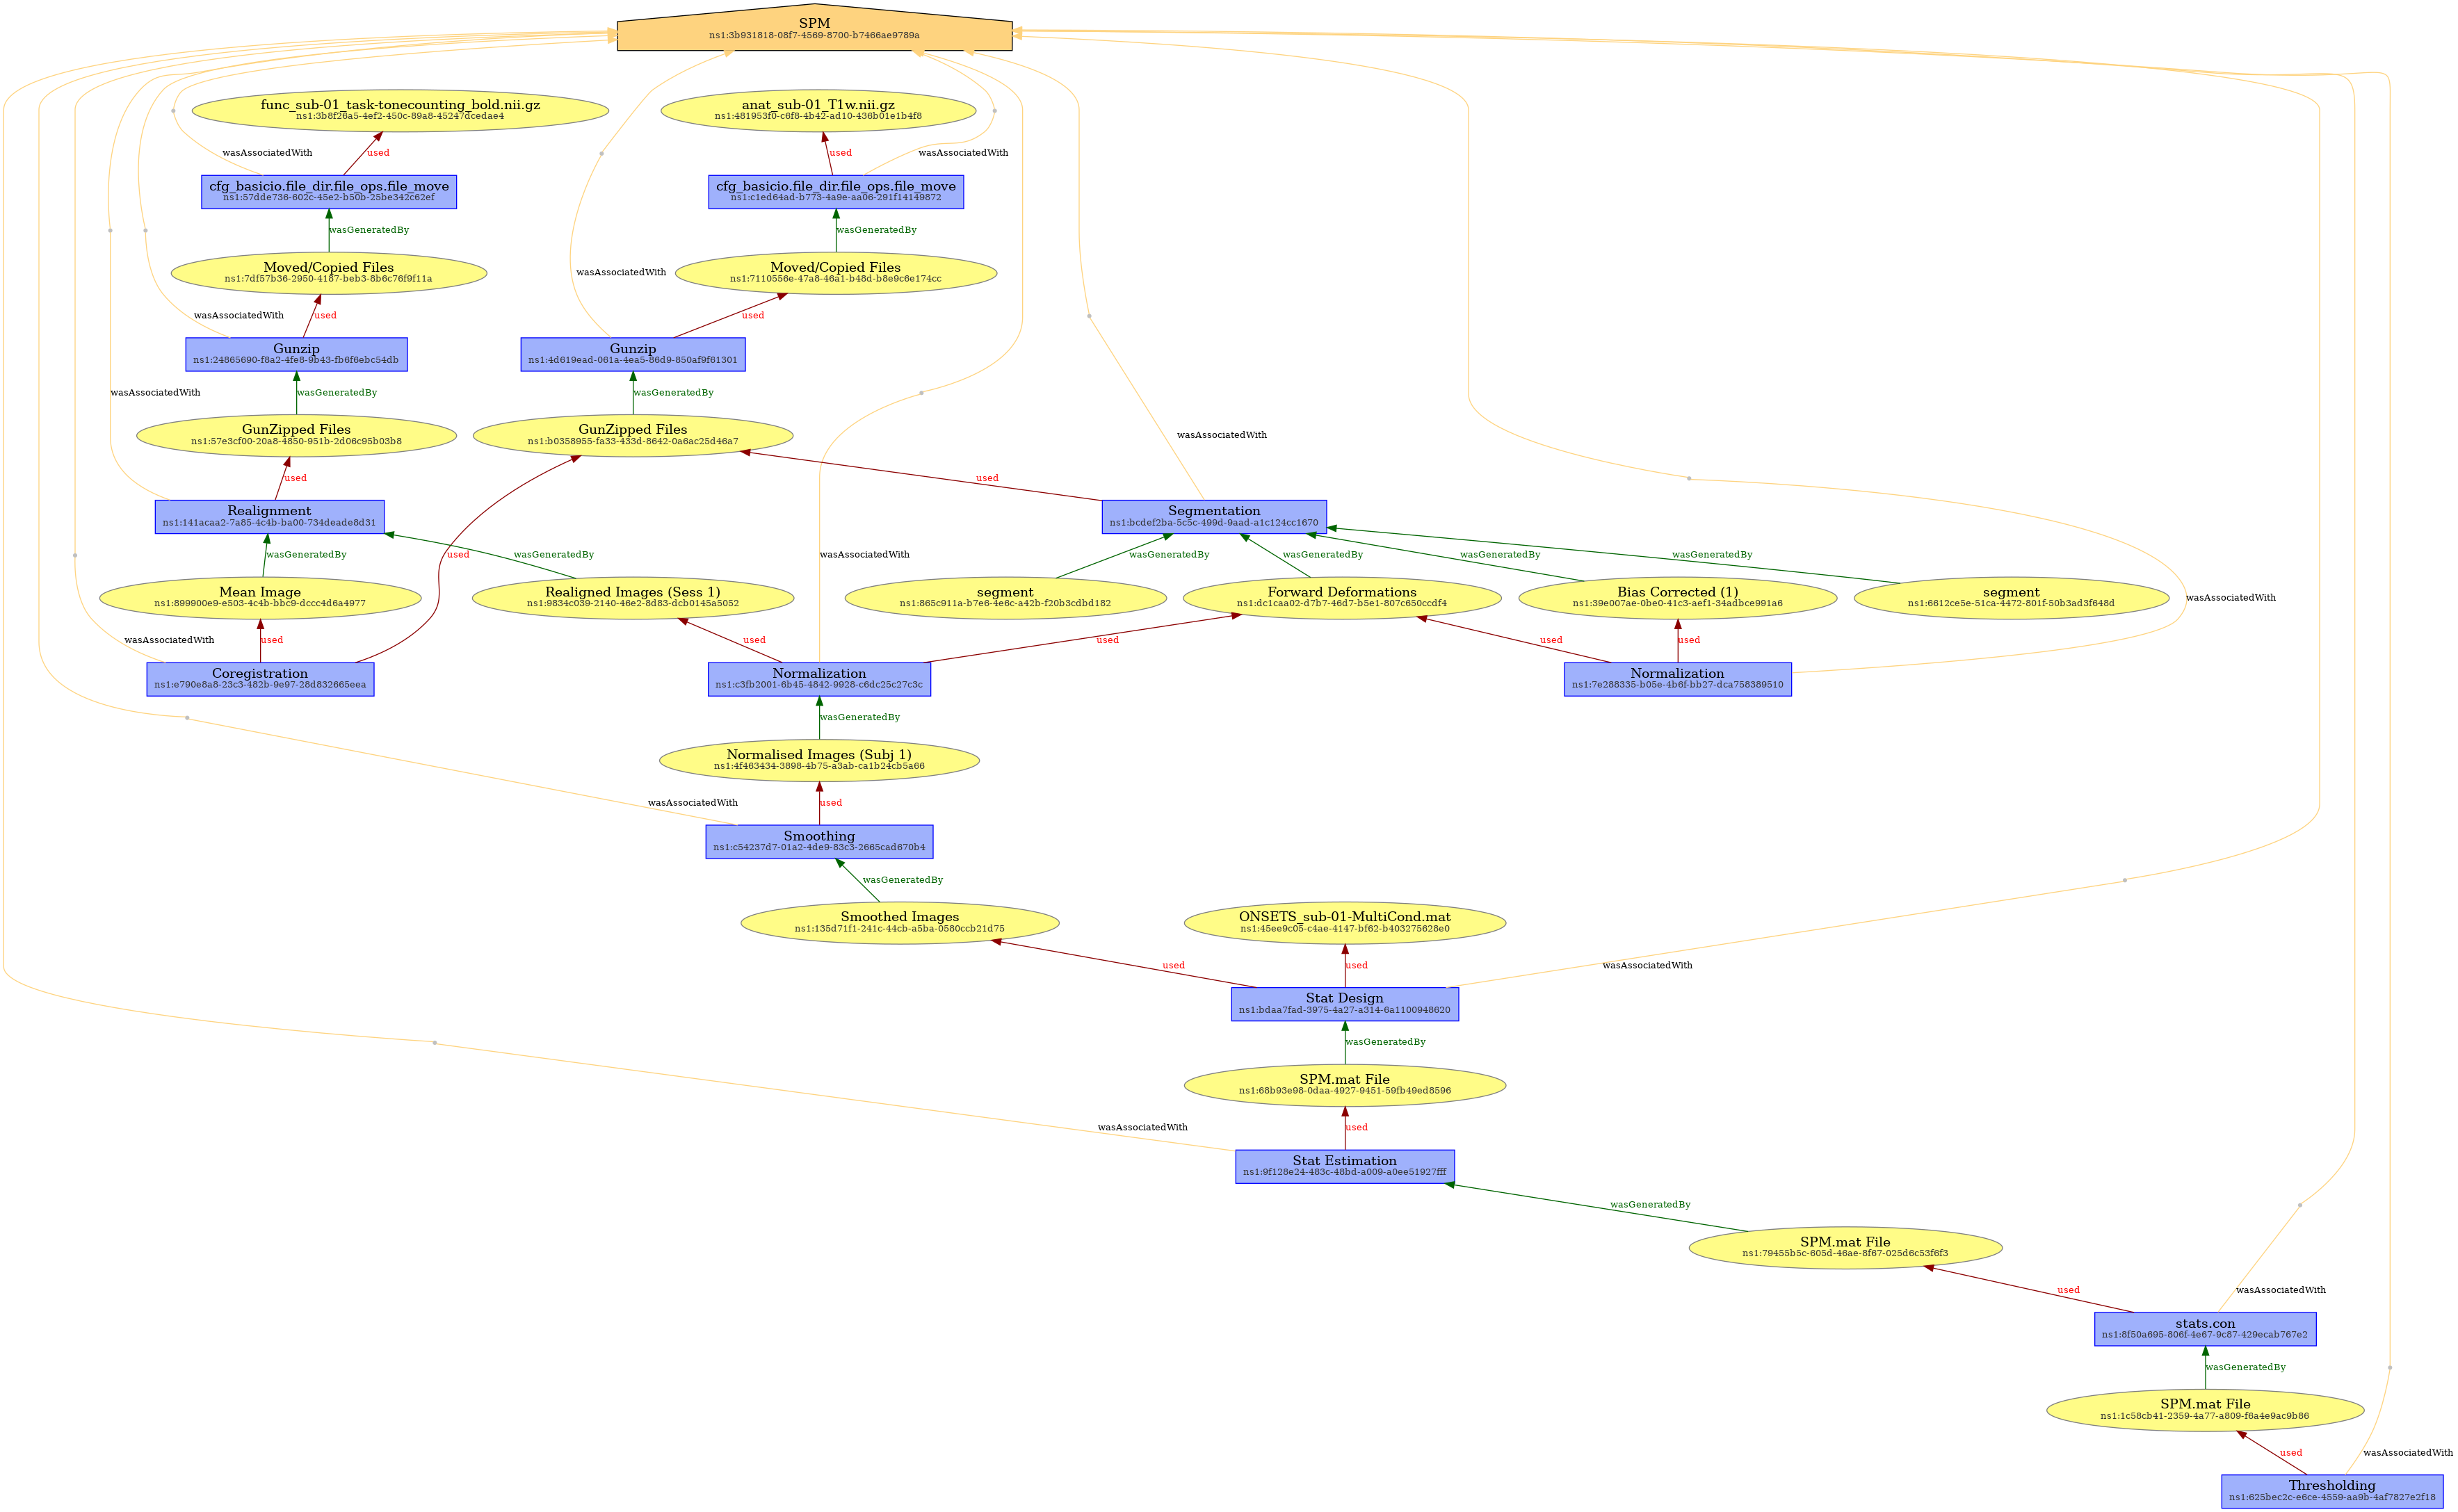 SPM
ns1:3b931818-08f7-4569-8700-b7466ae9789a
func_sub-01_task-tonecounting_bold.nii.gz
ns1:3b8f26a5-4ef2-450c-89a8-45247dcedae4
anat_sub-01_T1w.nii.gz
ns1:481953f0-c6f8-4b42-ad10-436b01e1b4f8
wasAssociatedWith
used
used
wasAssociatedWith
cfg_basicio.file_dir.file_ops.file_move
ns1:57dde736-602c-45e2-b50b-25be342c62ef
cfg_basicio.file_dir.file_ops.file_move
ns1:c1ed64ad-b773-4a9e-aa06-291f14149872
wasGeneratedBy
wasGeneratedBy
Moved/Copied Files
ns1:7df57b36-2950-4187-beb3-8b6c76f9f11a
wasAssociatedWith
Moved/Copied Files
ns1:7110556e-47a8-46a1-b48d-b8e9c6e174cc
wasAssociatedWith
used
used
Gunzip
ns1:24865690-f8a2-4fe8-9b43-fb6f6ebc54db
Gunzip
ns1:4d619ead-061a-4ea5-86d9-850af9f61301
wasAssociatedWith
wasGeneratedBy
wasGeneratedBy
GunZipped Files
ns1:57e3cf00-20a8-4850-951b-2d06c95b03b8
GunZipped Files
ns1:b0358955-fa33-433d-8642-0a6ac25d46a7
wasAssociatedWith
used
used
Realignment
ns1:141acaa2-7a85-4c4b-ba00-734deade8d31
Segmentation
ns1:bcdef2ba-5c5c-499d-9aad-a1c124cc1670
wasGeneratedBy
used
wasGeneratedBy
wasAssociatedWith
wasGeneratedBy
wasGeneratedBy
wasGeneratedBy
wasGeneratedBy
Mean Image
ns1:899900e9-e503-4c4b-bbc9-dccc4d6a4977
Realigned Images (Sess 1)
ns1:9834c039-2140-46e2-8d83-dcb0145a5052
segment
ns1:865c911a-b7e6-4e6c-a42b-f20b3cdbd182
Forward Deformations
ns1:dc1caa02-d7b7-46d7-b5e1-807c650ccdf4
Bias Corrected (1)
ns1:39e007ae-0be0-41c3-aef1-34adbce991a6
segment
ns1:6612ce5e-51ca-4472-801f-50b3ad3f648d
wasAssociatedWith
wasAssociatedWith
used
used
used
used
used
Coregistration
ns1:e790e8a8-23c3-482b-9e97-28d832665eea
Normalization
ns1:c3fb2001-6b45-4842-9928-c6dc25c27c3c
Normalization
ns1:7e288335-b05e-4b6f-bb27-dca758389510
wasGeneratedBy
Normalised Images (Subj 1)
ns1:4f463434-3898-4b75-a3ab-ca1b24cb5a66
wasAssociatedWith
used
Smoothing
ns1:c54237d7-01a2-4de9-83c3-2665cad670b4
wasGeneratedBy
Smoothed Images
ns1:135d71f1-241c-44cb-a5ba-0580ccb21d75
ONSETS_sub-01-MultiCond.mat
ns1:45ee9c05-c4ae-4147-bf62-b403275628e0
used
used
wasAssociatedWith
Stat Design
ns1:bdaa7fad-3975-4a27-a314-6a1100948620
wasGeneratedBy
SPM.mat File
ns1:68b93e98-0daa-4927-9451-59fb49ed8596
wasAssociatedWith
used
Stat Estimation
ns1:9f128e24-483c-48bd-a009-a0ee51927fff
wasGeneratedBy
SPM.mat File
ns1:79455b5c-605d-46ae-8f67-025d6c53f6f3
used
wasAssociatedWith
stats.con
ns1:8f50a695-806f-4e67-9c87-429ecab767e2
wasGeneratedBy
SPM.mat File
ns1:1c58cb41-2359-4a77-a809-f6a4e9ac9b86
used
wasAssociatedWith
Thresholding
ns1:625bec2c-e6ce-4559-aa9b-4af7827e2f18